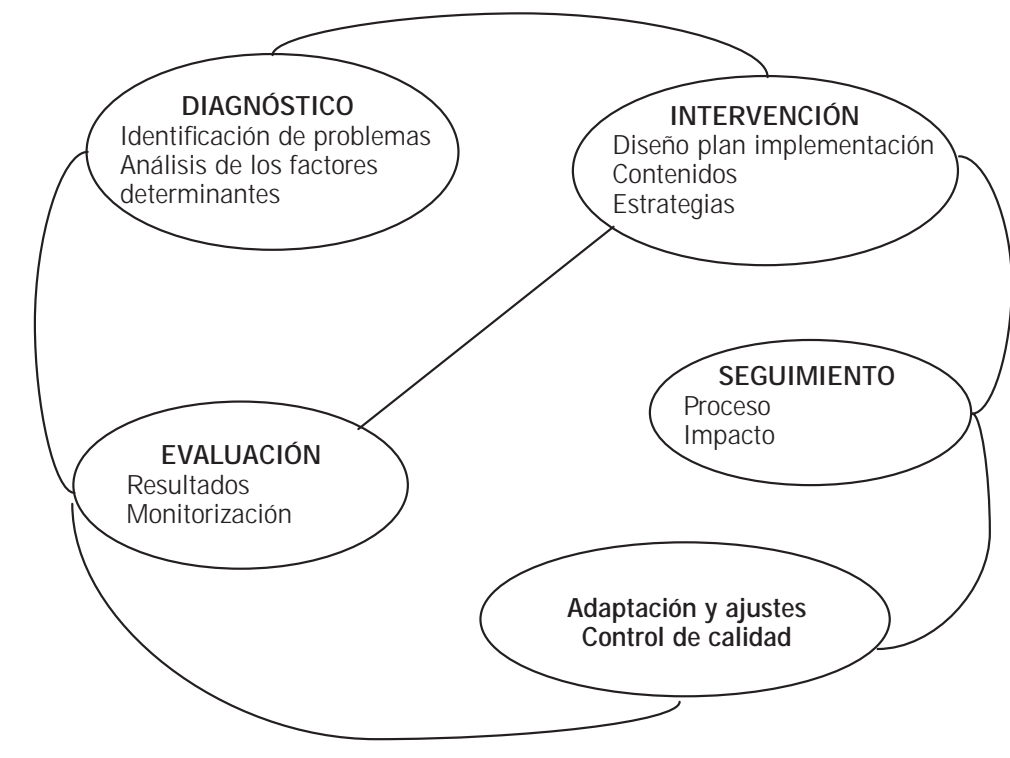 DIAGNÓSTICO
Identificación de problemas
Análisis de los factores
determinantes
INTERVENCIÓN
Diseño plan implementación
Contenidos
Estrategias
SEGUIMIENTO
Proceso
Impacto
EVALUACIÓN
Resultados
Monitorización
Adaptación y ajustes
Control de calidad